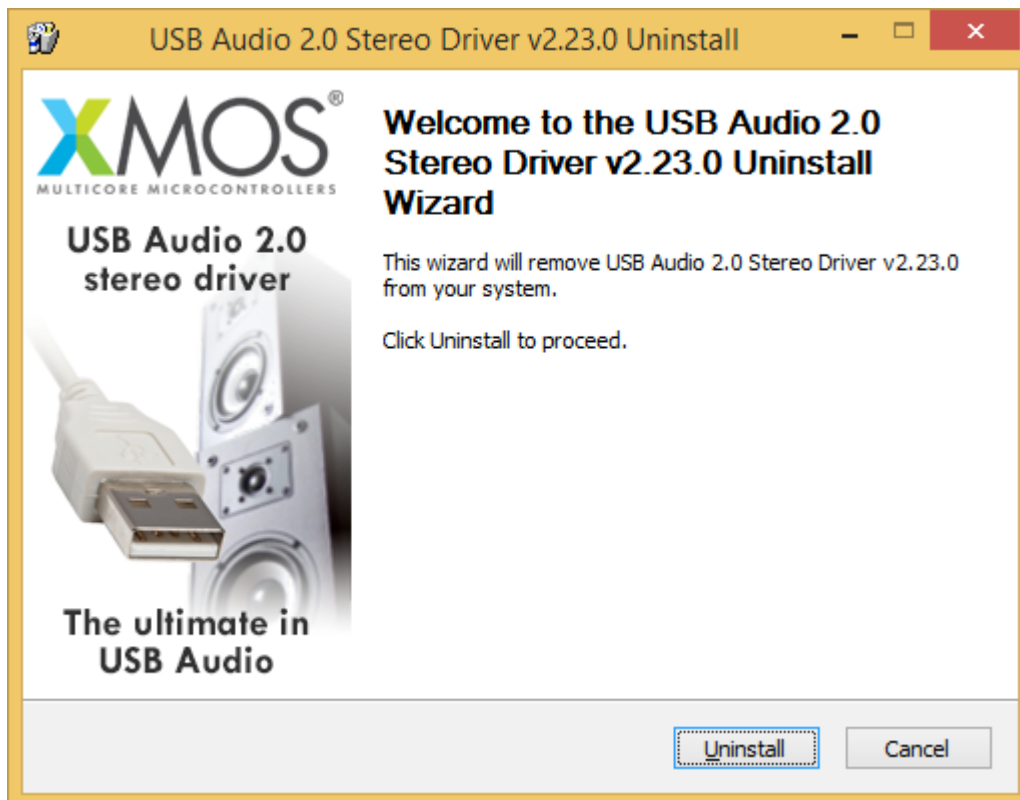 USB Audio 2.0 Stereo Driver v2.23.0 Uninstall
XMOS®
MULTICORE MICROCONTROLLERS
USB Audio 2.0
stereo driver
The ultimate in
USB Audio
Welcome to the USB Audio 2.0
Stereo Driver v2.23.0 Uninstall
Wizard
This wizard will remove USB Audio 2.0 Stereo Driver v2.23.0
from your system.
Click Uninstall to proceed.
Uninstall
Cancel